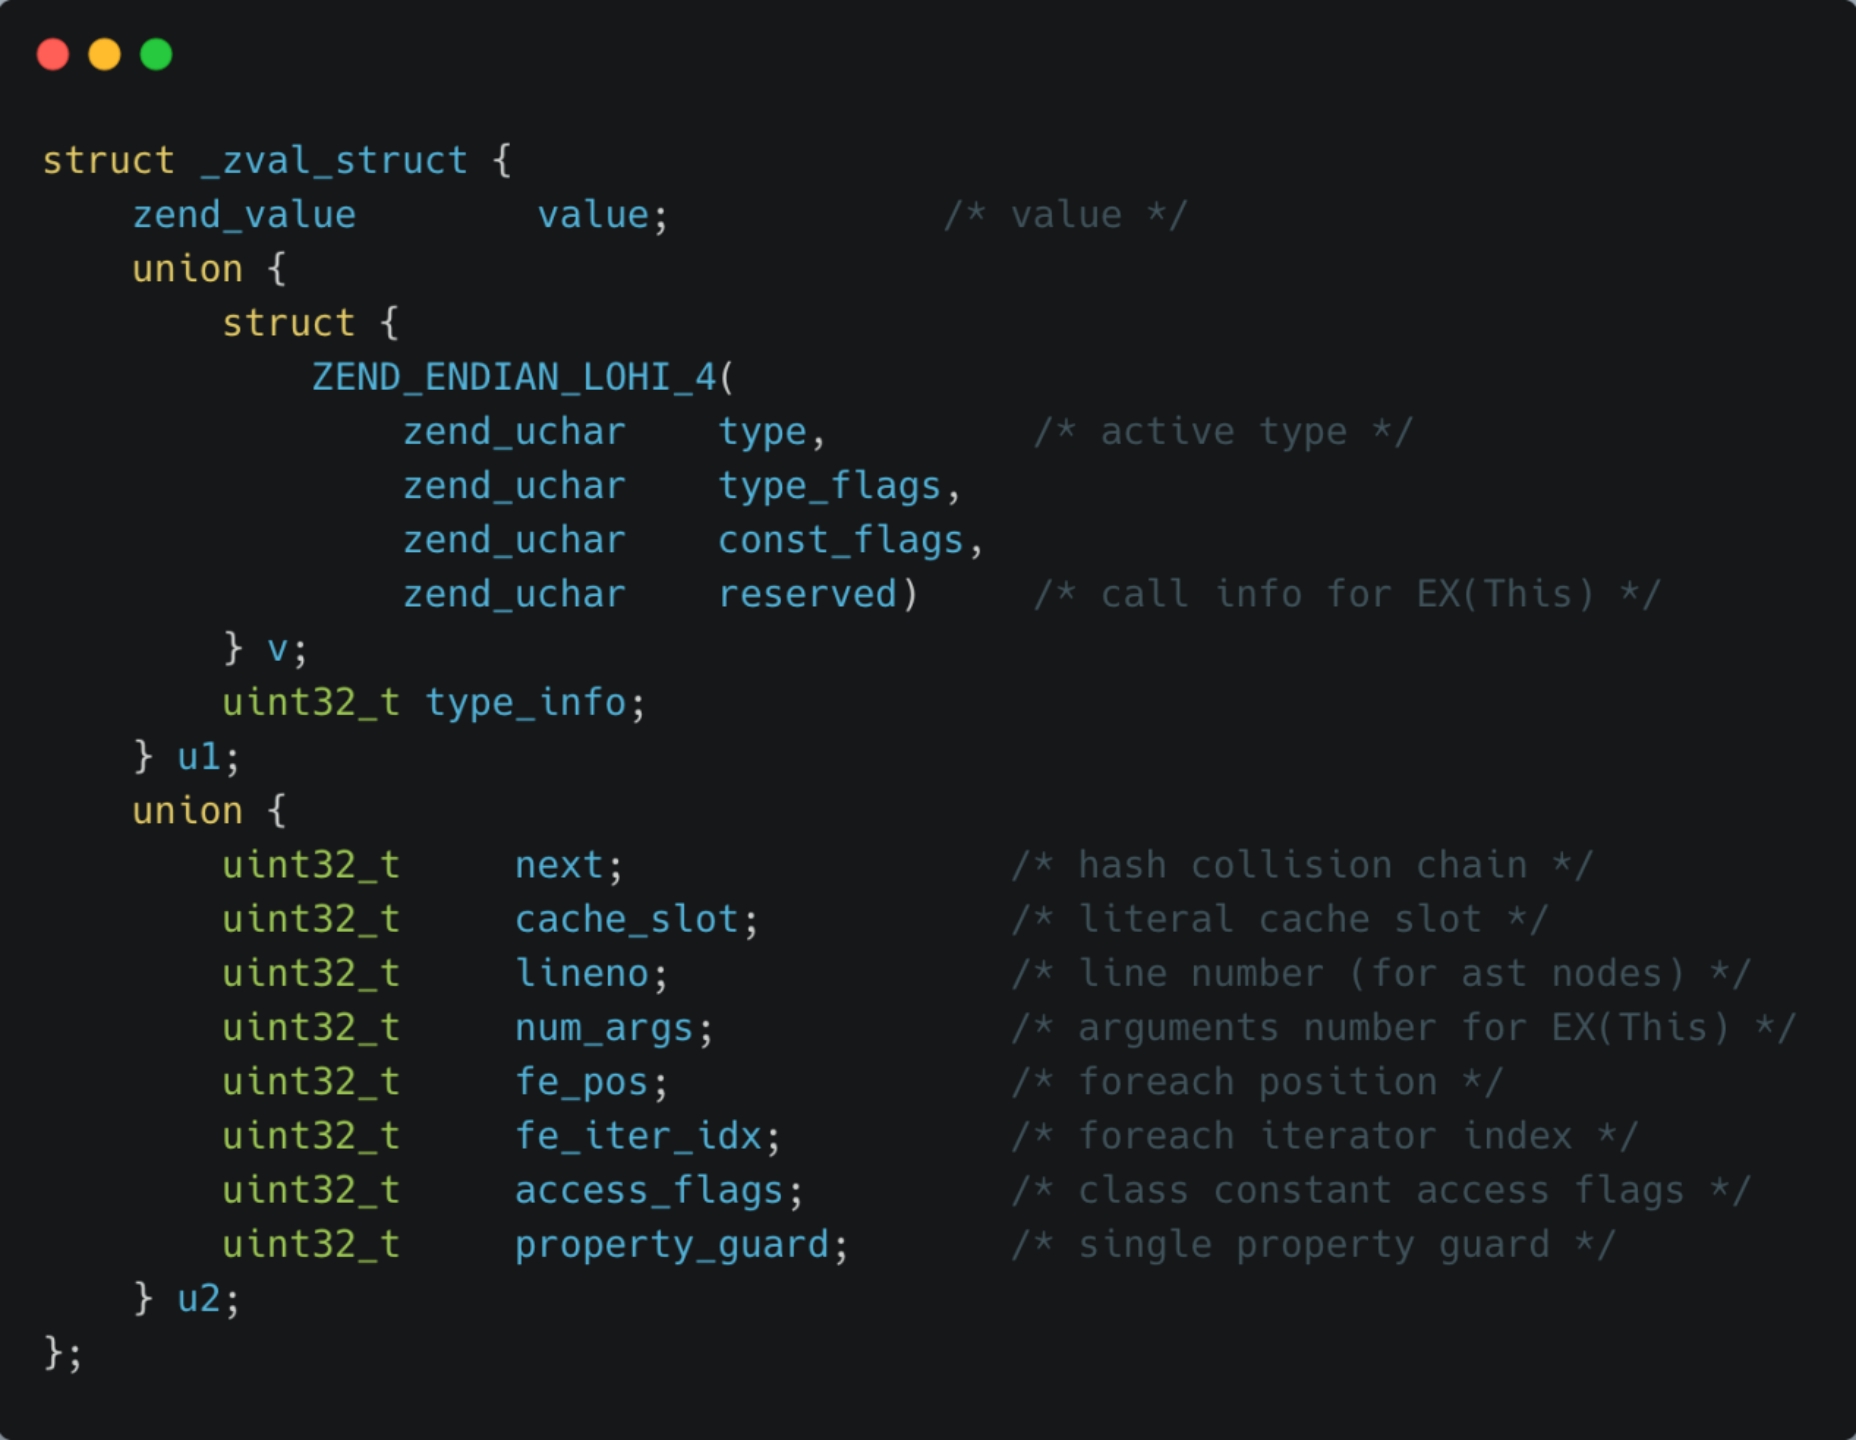 struct _zval_struct {
    zend_value        value;            /* value */
    union {
        struct {
            ZEND_ENDIAN_LOHI_4(
                zend_uchar    type,         /* active type */
                zend_uchar    type_flags,
                zend_uchar    const_flags,
                zend_uchar    reserved)     /* call info for EX(This) */
        } v;
        uint32_t type_info;
    } u1;
    union {
        uint32_t     next;                 /* hash collision chain */
        uint32_t     cache_slot;           /* literal cache slot */
        uint32_t     lineno;               /* line number (for ast nodes) */
        uint32_t     num_args;             /* arguments number for EX(This) */
        uint32_t     fe_pos;               /* foreach position */
        uint32_t     fe_iter_idx;          /* foreach iterator index */
        uint32_t     access_flags;         /* class constant access flags */
        uint32_t     property_guard;       /* single property guard */
    } u2;
};